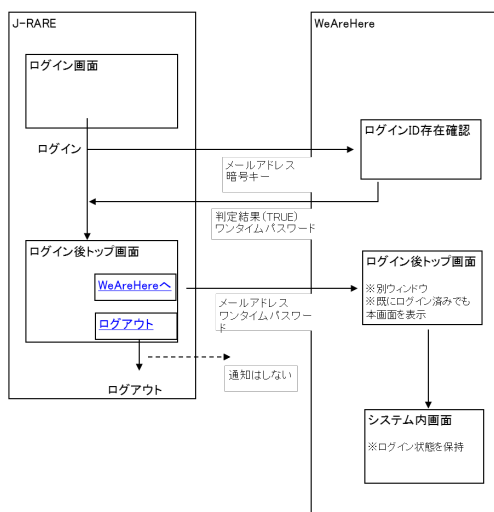 J-RARE
WeAreHere
ログイン画面
ログイン
ログインID存在確認
メールアドレス
暗号キー
判定結果(TRUE)
ワンタイムパスワード
ログイン後トップ画面
WeAreHereへ
ログアウト
ログアウト
メールアドレス
ワンタイムパスワー
ド
通知はしない
ログイン後トップ画面
※別ウィンドウ
※既にログイン済みでも
本画面を表示
システム内画面
※ログイン状態を保持